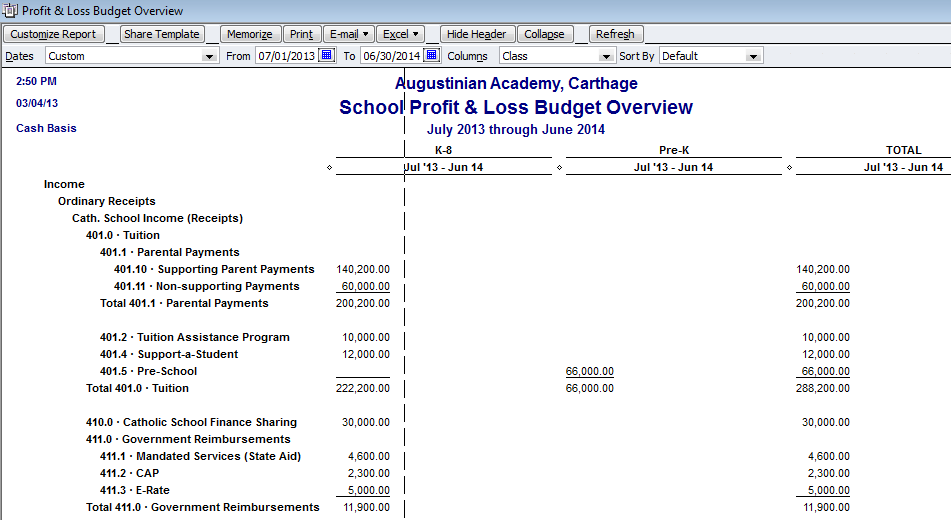 Profit & Loss Budget Overview
Customize Report Share Template Memorize Print E-mail Excel Hide Header Collapse Refresh
Dates Custom From 07/01/2013 To 06/30/2014 Columns Class Sort By Default
2:50 PM Augustinian Academy, Carthage
03/04/13 School Profit & Loss Budget Overview
Cash Basis July 2013 through June 2014
K-8 Pre-K TOTAL
Jul '13 - Jun 14 Jul '13 - Jun 14 Jul '13 - Jun 14
Income
Ordinary Receipts
Cath. School Income (Receipts)
401.0 · Tuition
401.1 · Parental Payments
401.10 · Supporting Parent Payments 140,200.00 140,200.00
401.11 · Non-supporting Payments 60,000.00 60,000.00
Total 401.1 · Parental Payments 200,200.00 200,200.00
401.2 · Tuition Assistance Program 10,000.00 10,000.00
401.4 · Support-a-Student 12,000.00 12,000.00
401.5 · Pre-School 66,000.00 66,000.00
Total 401.0 · Tuition 222,200.00 66,000.00 288,200.00
410.0 · Catholic School Finance Sharing 30,000.00 30,000.00
411.0 · Government Reimbursements
411.1 · Mandated Services (State Aid) 4,600.00 4,600.00
411.2 · CAP 2,300.00 2,300.00
411.3 · E-Rate 5,000.00 5,000.00
Total 411.0 · Government Reimbursements 11,900.00 11,900.00